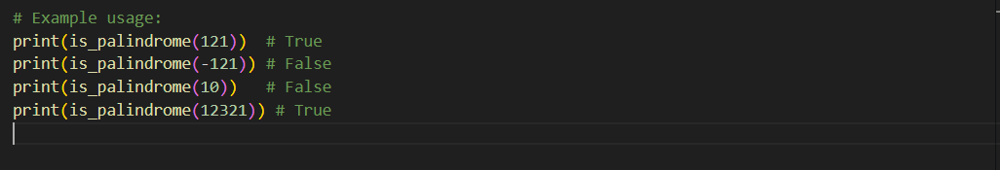 # Example usage:
print(is_palindrome(121))  # True
print(is_palindrome(-121)) # False
print(is_palindrome(10))   # False
print(is_palindrome(12321)) # True